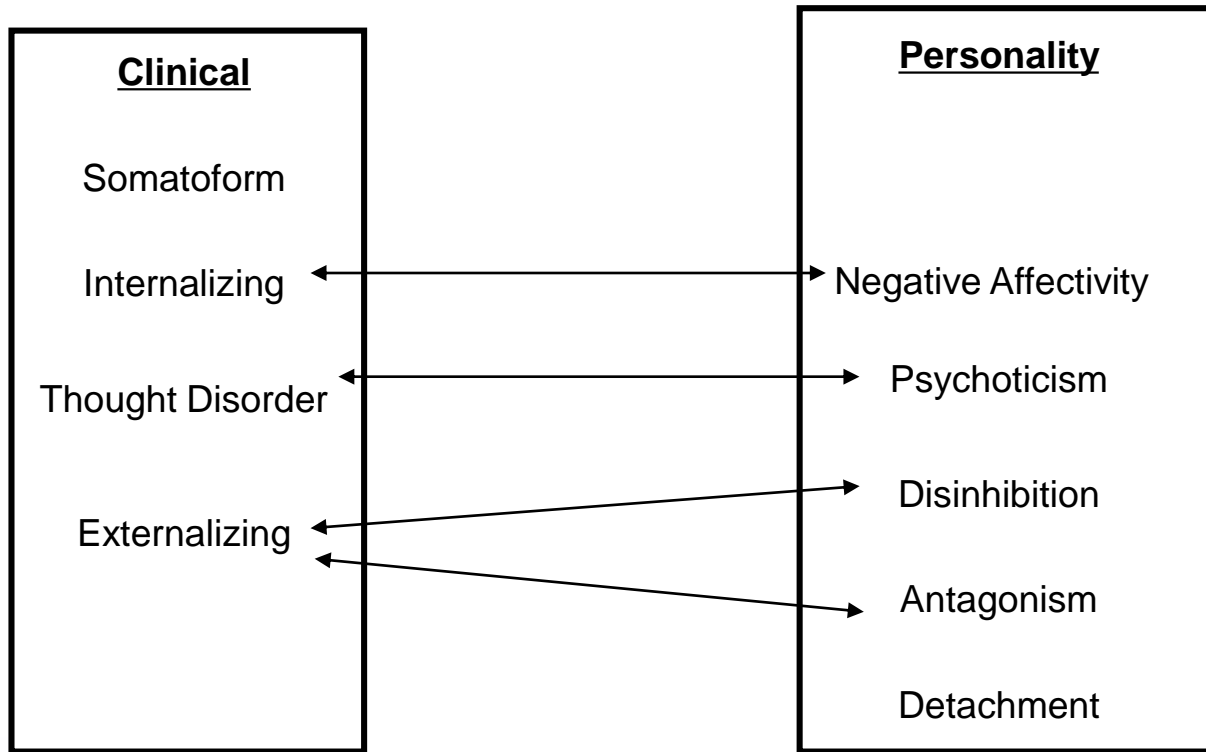 Clinical
Somatoform
Internalizing
Thought Disorder
Externalizing
Personality
Negative Affectivity
Psychoticism
Disinhibition
Antagonism
Detachment